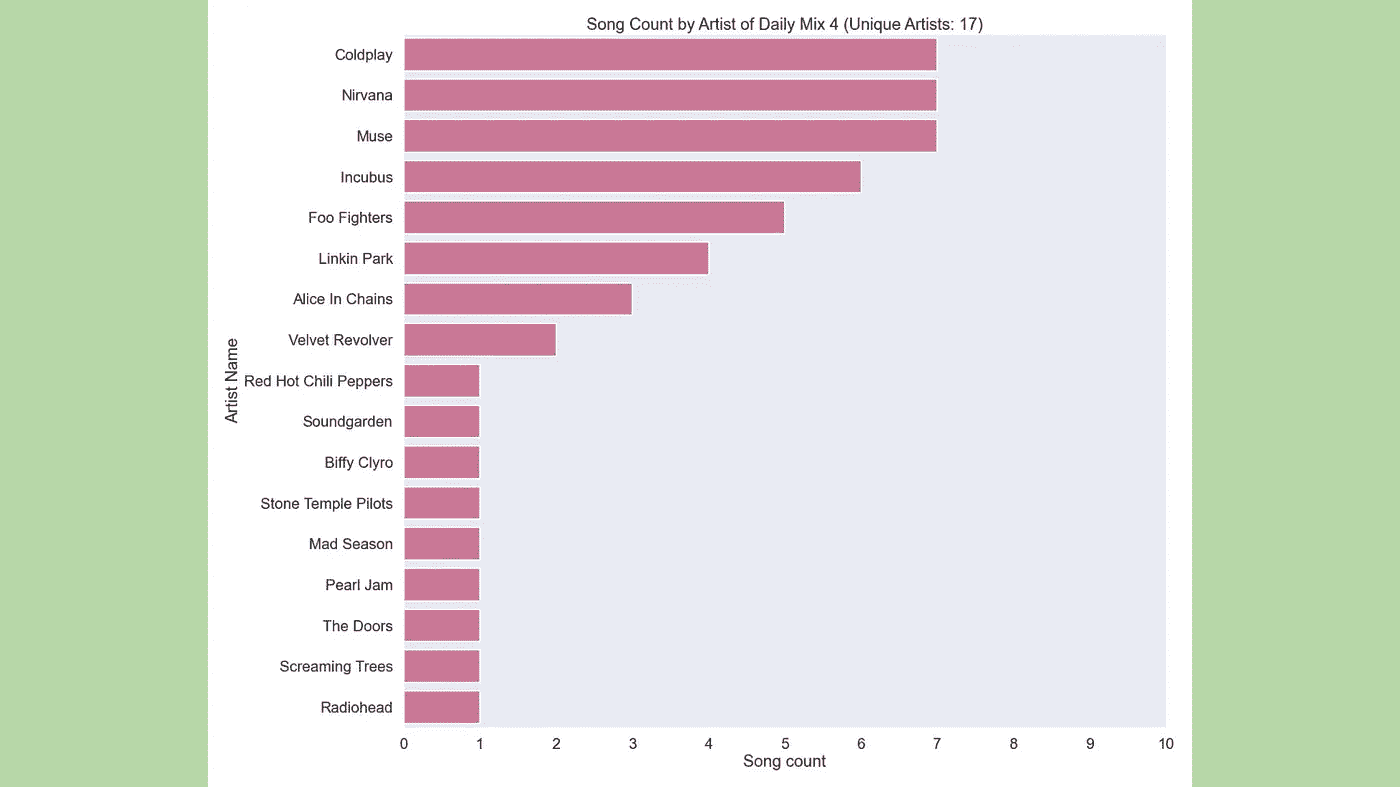 Song Count by Artist of Daily Mix 4 (Unique Artists: 17)
Coldplay
Nirvana
Muse
Incubus
Foo Fighters
Linkin Park
Alice In Chains
Velvet Revolver
Red Hot Chili Peppers
Soundgarden
Biffy Clyro
Stone Temple Pilots
Mad Season
Pearl Jam
The Doors
Screaming Trees
Radiohead
Artist Name
0 1 2 3 4 5 6 7 8 9 10
Song count